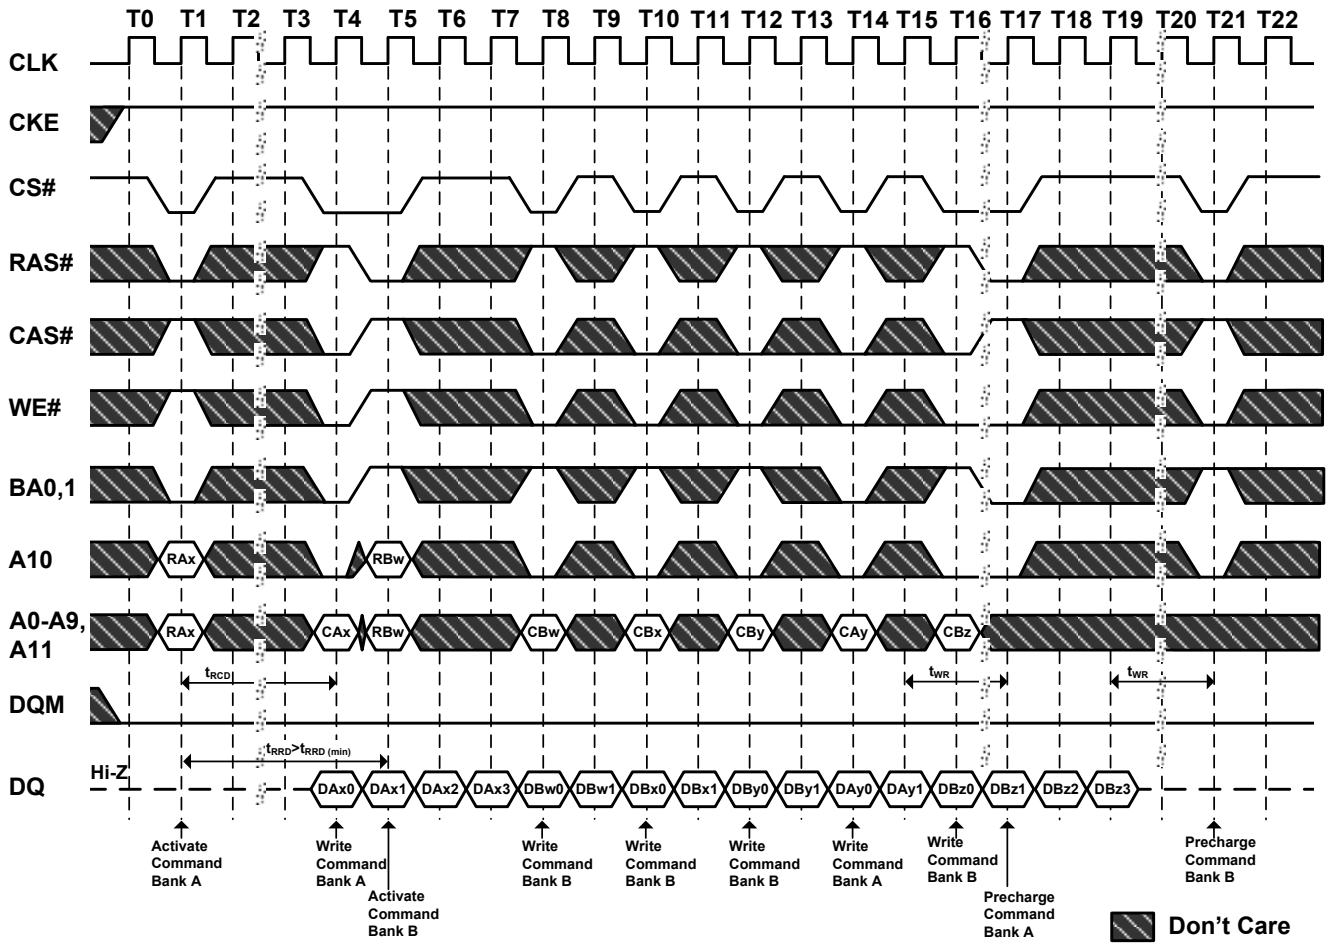 T0 T1 T2 T3 T4 T5 T6 T7 T8 T9 T10 T11 T12 T13 T14 T15 T16 T17 T18 T19 T20 T21 T22
CLK
CKE
CS#
RAS#
CAS#
WE#
BA0,1
A10
RAx RBw
A0-A9,
A11
RAx CAx RBw CBw CBx CBy CAy CBz
tRCD tWR tWR
DQM
tRRD>tRRD (min)
Hi-Z
DQ
DAx0 DAx1 DAx2 DAx3 DBw0 DBw1 DBx0 DBx1 DBy0 DBy1 DAy0 DAy1 DBz0 DBz1 DBz2 DBz3
Activate
Command
Bank A
Write
Command
Bank A
Activate
Command
Bank B
Write
Command
Bank B
Write
Command
Bank B
Write
Command
Bank B
Write
Command
Bank A
Write
Command
Bank B
Precharge
Command
Bank A
Precharge
Command
Bank B
Don't Care